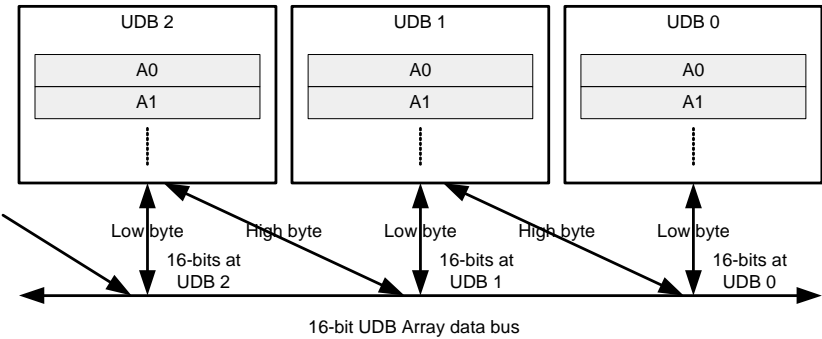 UDB 2
UDB 1
UDB 0
A0
A0
A0
A1
A1
A1
Low byte
High byte
Low byte
High byte
Low byte
16-bits at
UDB 2
16-bits at
UDB 1
16-bits at
UDB 0
16-bit UDB Array data bus